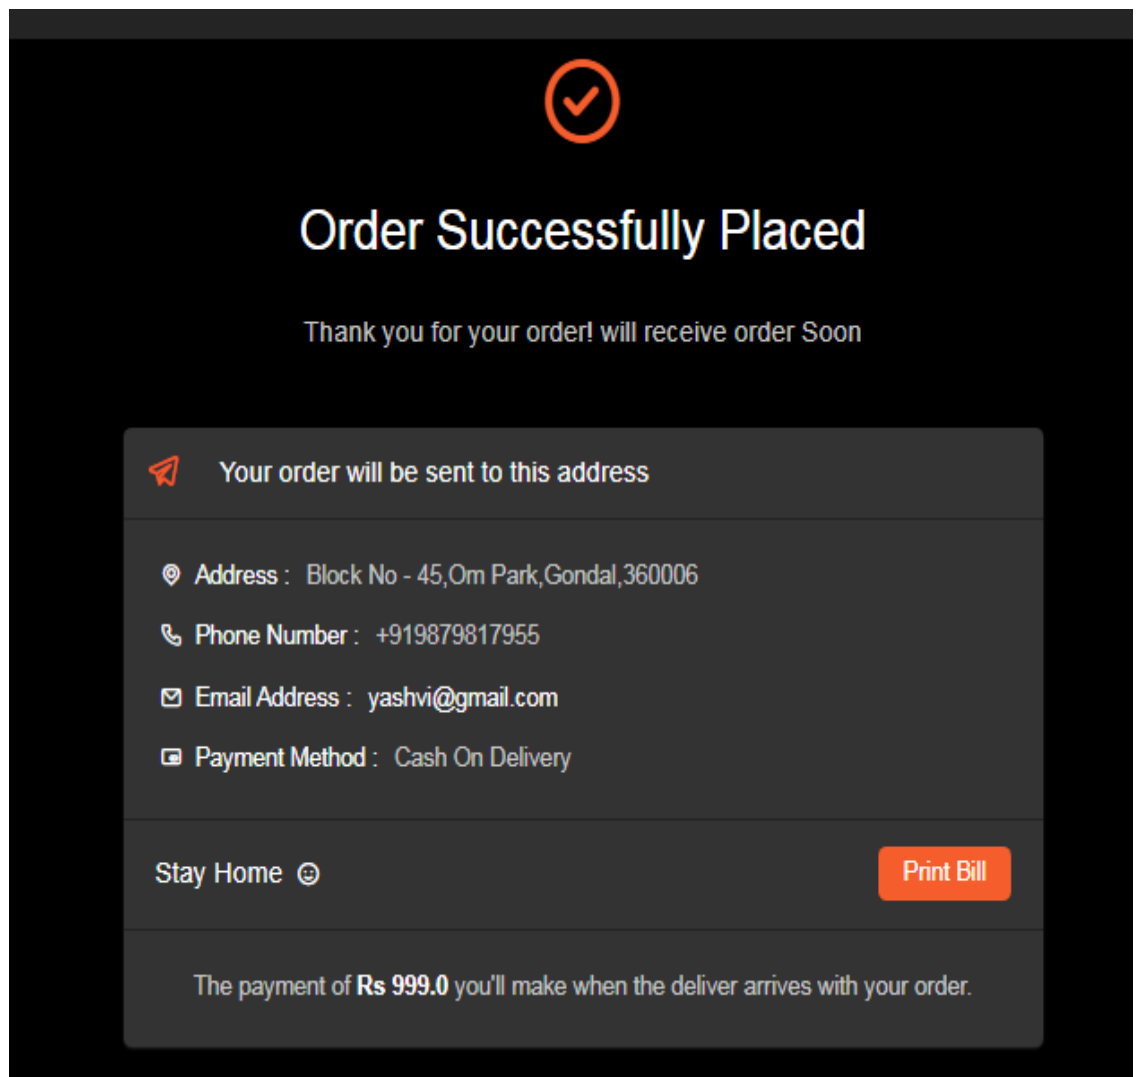 Order Successfully Placed
Thank you for your order! will receive order Soon
Your order will be sent to this address
Address : Block No - 45,Om Park,Gondal,360006
Phone Number : +919879817955
Email Address : yashvi@gmail.com
Payment Method : Cash On Delivery
Stay Home
Print Bill
The payment of Rs 999.0 you'll make when the deliver arrives with your order.